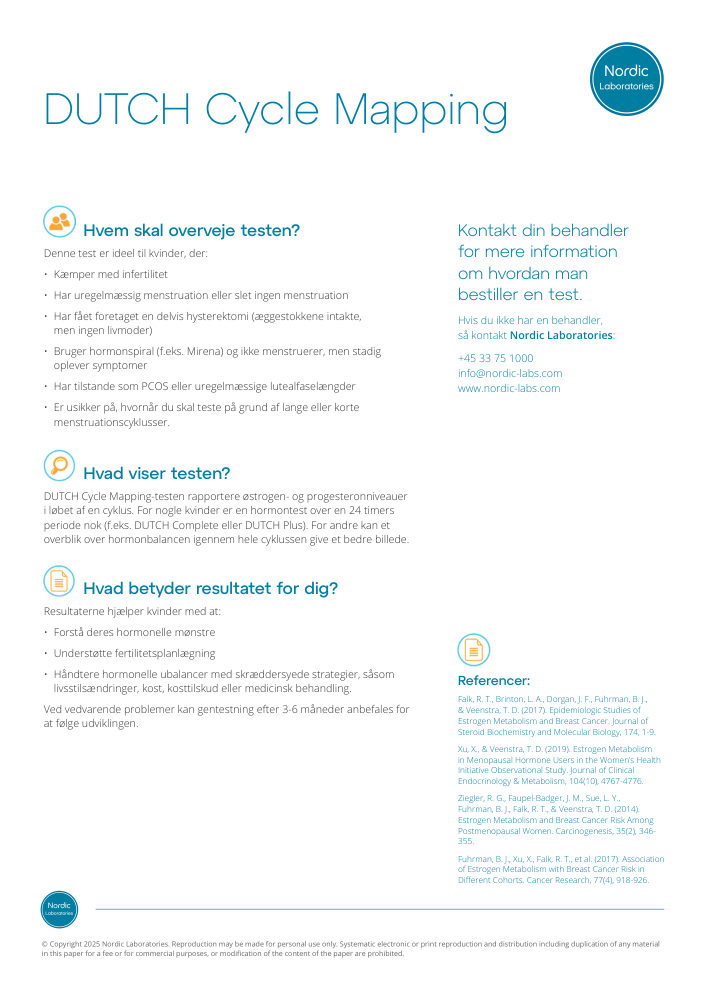 Nordic
Laboratories
DUTCH Cycle Mapping
Hvem skal overveje testen?
Denne test er ideel til kvinder, der:
• Kæmper med infertilitet
• Har uregelmæssig menstruation eller slet ingen menstruation
• Har fået foretaget en delvis hysterektomi (æggestokkene intakte,
men ingen livmoder)
• Bruger hormonspiral (f.eks. Mirena) og ikke menstruerer, men stadig
oplever symptomer
• Har tilstande som PCOS eller uregelmæssige lutealfaselængder
• Er usikker på, hvornår du skal teste på grund af lange eller korte
menstruationscyklusser.
Hvad viser testen?
DUTCH Cycle Mapping-testen rapportere østrogen- og progesteronniveauer
i løbet af en cyklus. For nogle kvinder er en hormontest over en 24 timers
periode nok (f.eks. DUTCH Complete eller DUTCH Plus). For andre kan et
overblik over hormonbalancen igennem hele cyklussen give et bedre billede.
Hvad betyder resultatet for dig?
Resultaterne hjælper kvinder med at:
• Forstå deres hormonelle mønstre
• Understøtte fertilitetsplanlægning
• Håndtere hormonelle ubalancer med skræddersyede strategier, såsom
livsstilsændringer, kost, kosttilskud eller medicinsk behandling.
Ved vedvarende problemer kan gentestning efter 3-6 måneder anbefales for
at følge udviklingen.
Kontakt din behandler
for mere information
om hvordan man
bestiller en test.
Hvis du ikke har en behandler,
så kontakt Nordic Laboratories:
+45 33 75 1000
info@nordic-labs.com
www.nordic-labs.com
Referencer:
Falk, R. T., Brinton, L. A., Dorgan, J. F., Fuhrman, B. J.,
& Veenstra, T. D. (2017). Epidemiologic Studies of
Estrogen Metabolism and Breast Cancer. Journal of
Steroid Biochemistry and Molecular Biology, 174, 1-9.
Xu, X., & Veenstra, T. D. (2019). Estrogen Metabolism
in Menopausal Hormone Users in the Women's Health
Initiative Observational Study. Journal of Clinical
Endocrinology & Metabolism, 104(10), 4767-4776.
Ziegler, R. G., Faupel-Badger, J. M., Sue, L. Y.,
Fuhrman, B. J., Falk, R. T., & Veenstra, T. D. (2014).
Estrogen Metabolism and Breast Cancer Risk Among
Postmenopausal Women. Carcinogenesis, 35(2), 346-
355.
Fuhrman, B. J., Xu, X., Falk, R. T., et al. (2017). Association
of Estrogen Metabolism with Breast Cancer Risk in
Different Cohorts. Cancer Research, 77(4), 918-926.
Nordic
Laboratories
© Copyright 2025 Nordic Laboratories. Reproduction may be made for personal use only. Systematic electronic or print reproduction and distribution including duplication of any material
in this paper for a fee or for commercial purposes, or modification of the content of the paper are prohibited.